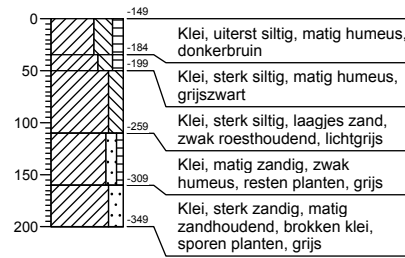 0
-149
Klei, uiterst siltig, matig humeus,
donkerbruin
-184
-199
50
Klei, sterk siltig, matig humeus,
grijszwart
Klei, sterk siltig, laagjes zand,
zwak roesthoudend, lichtgrijs
100
-259
Klei, matig zandig, zwak
humeus, resten planten, grijs
150
-309
Klei, sterk zandig, matig
zandhoudend, brokken klei,
sporen planten, grijs
200
-349